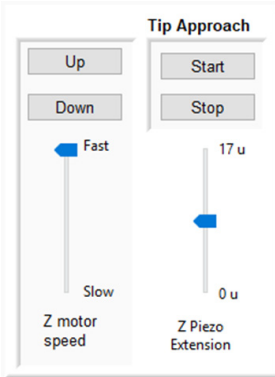 Tip Approach
Up
Start
Down
Stop
Fast
17 u
Slow
0 u
Z motor
speed
Z Piezo
Extension